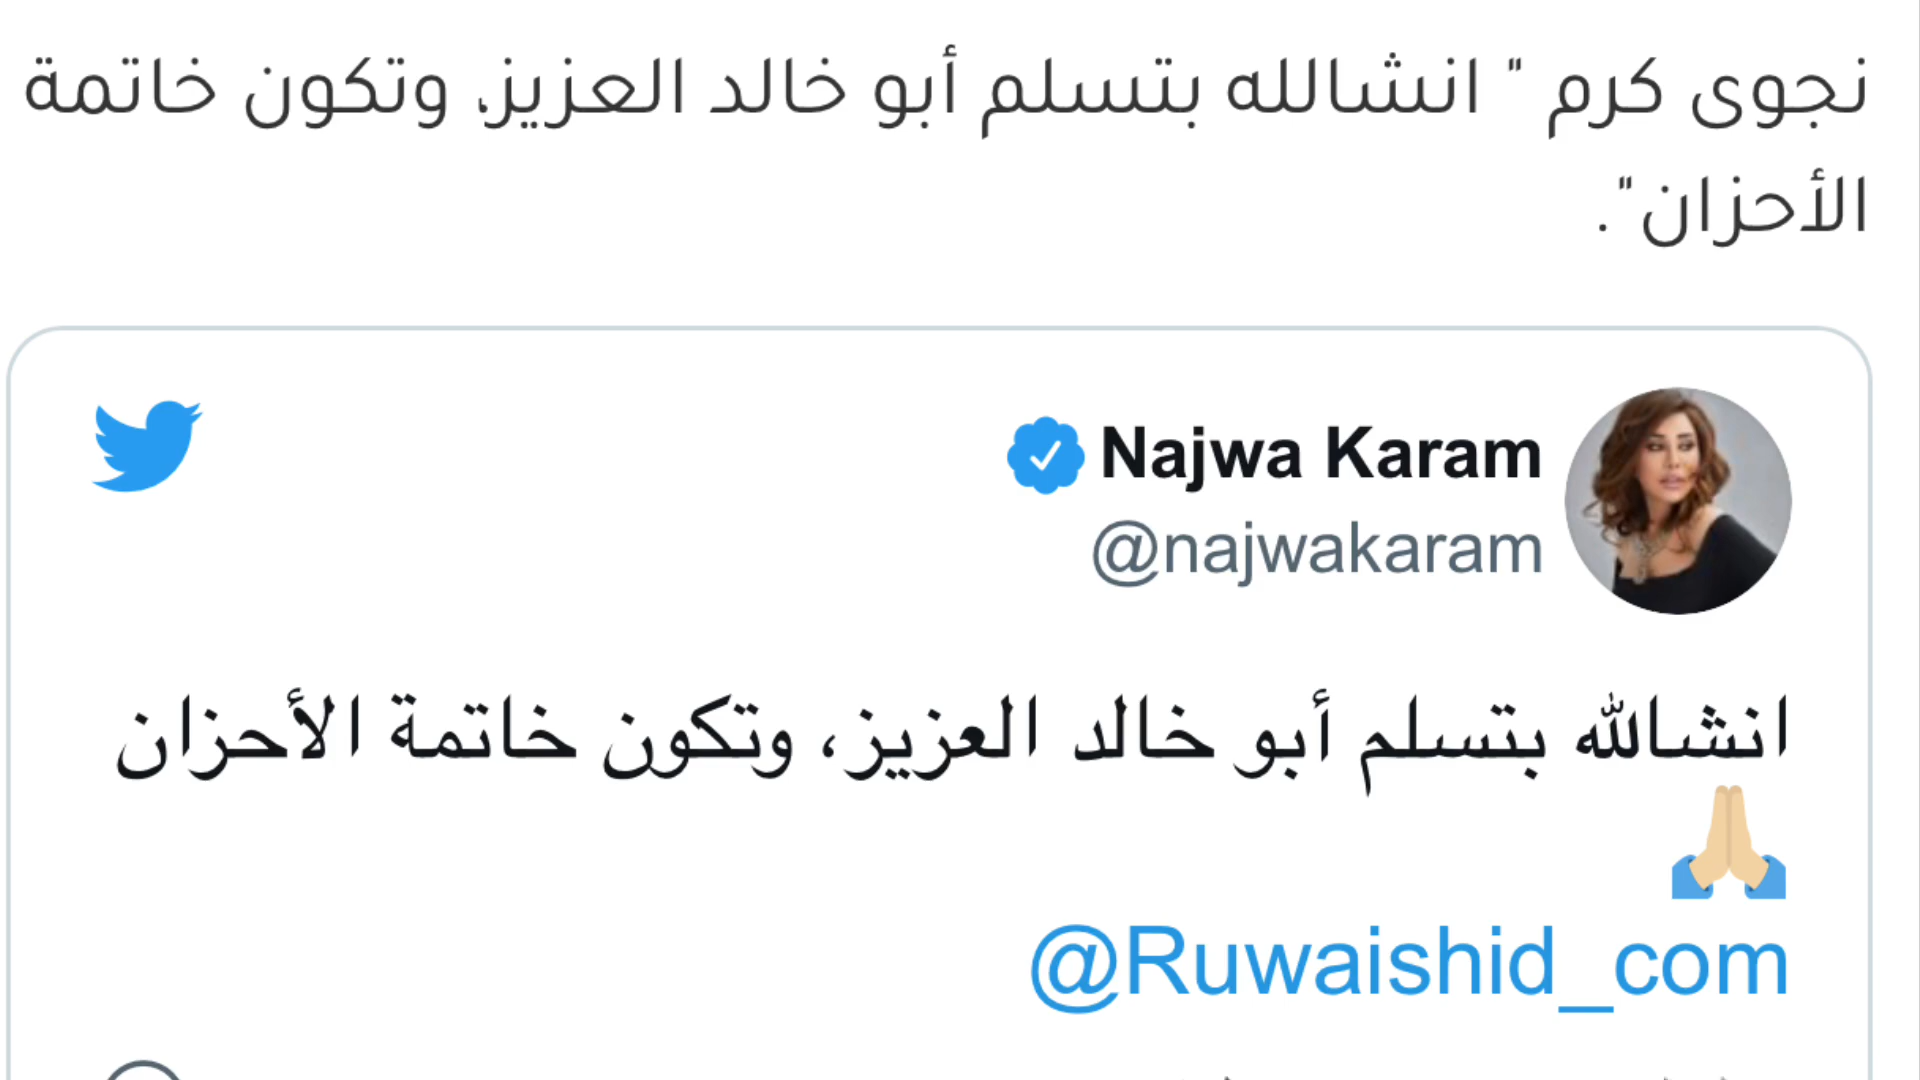 نجوى كرم " انشالله بتسلم أبو خالد العزيز، وتكون خاتمة
الأحزان".
Najwa Karam
@najwakaram
انشالله بتسلم أبو خالد العزيز، وتكون خاتمة الأحزان
🙏🏼
@Ruwaishid_com